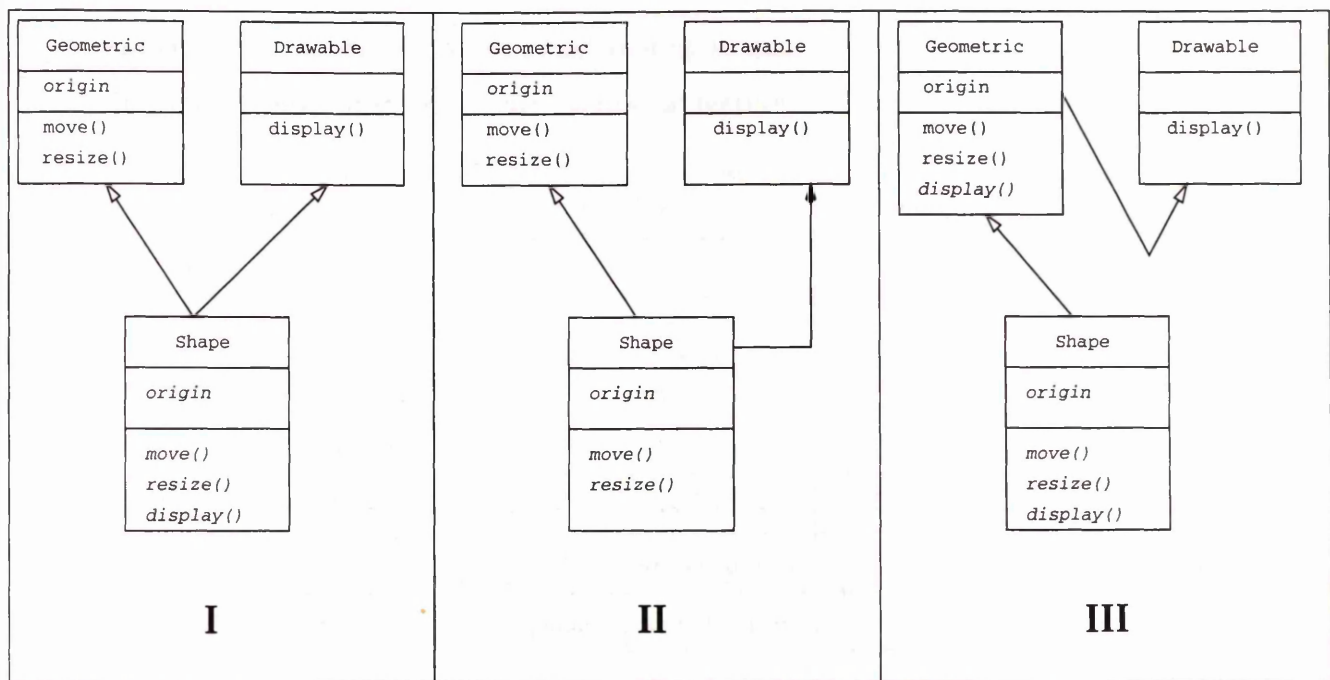 Geometric
origin
move()
resize()
Drawable
display()
Shape
origin
move()
resize()
display()
I
Geometric
origin
move()
resize()
Drawable
display()
Shape
origin
move()
resize()
II
Geometric
origin
move()
resize()
display()
Drawable
display()
Shape
origin
move()
resize()
display()
III